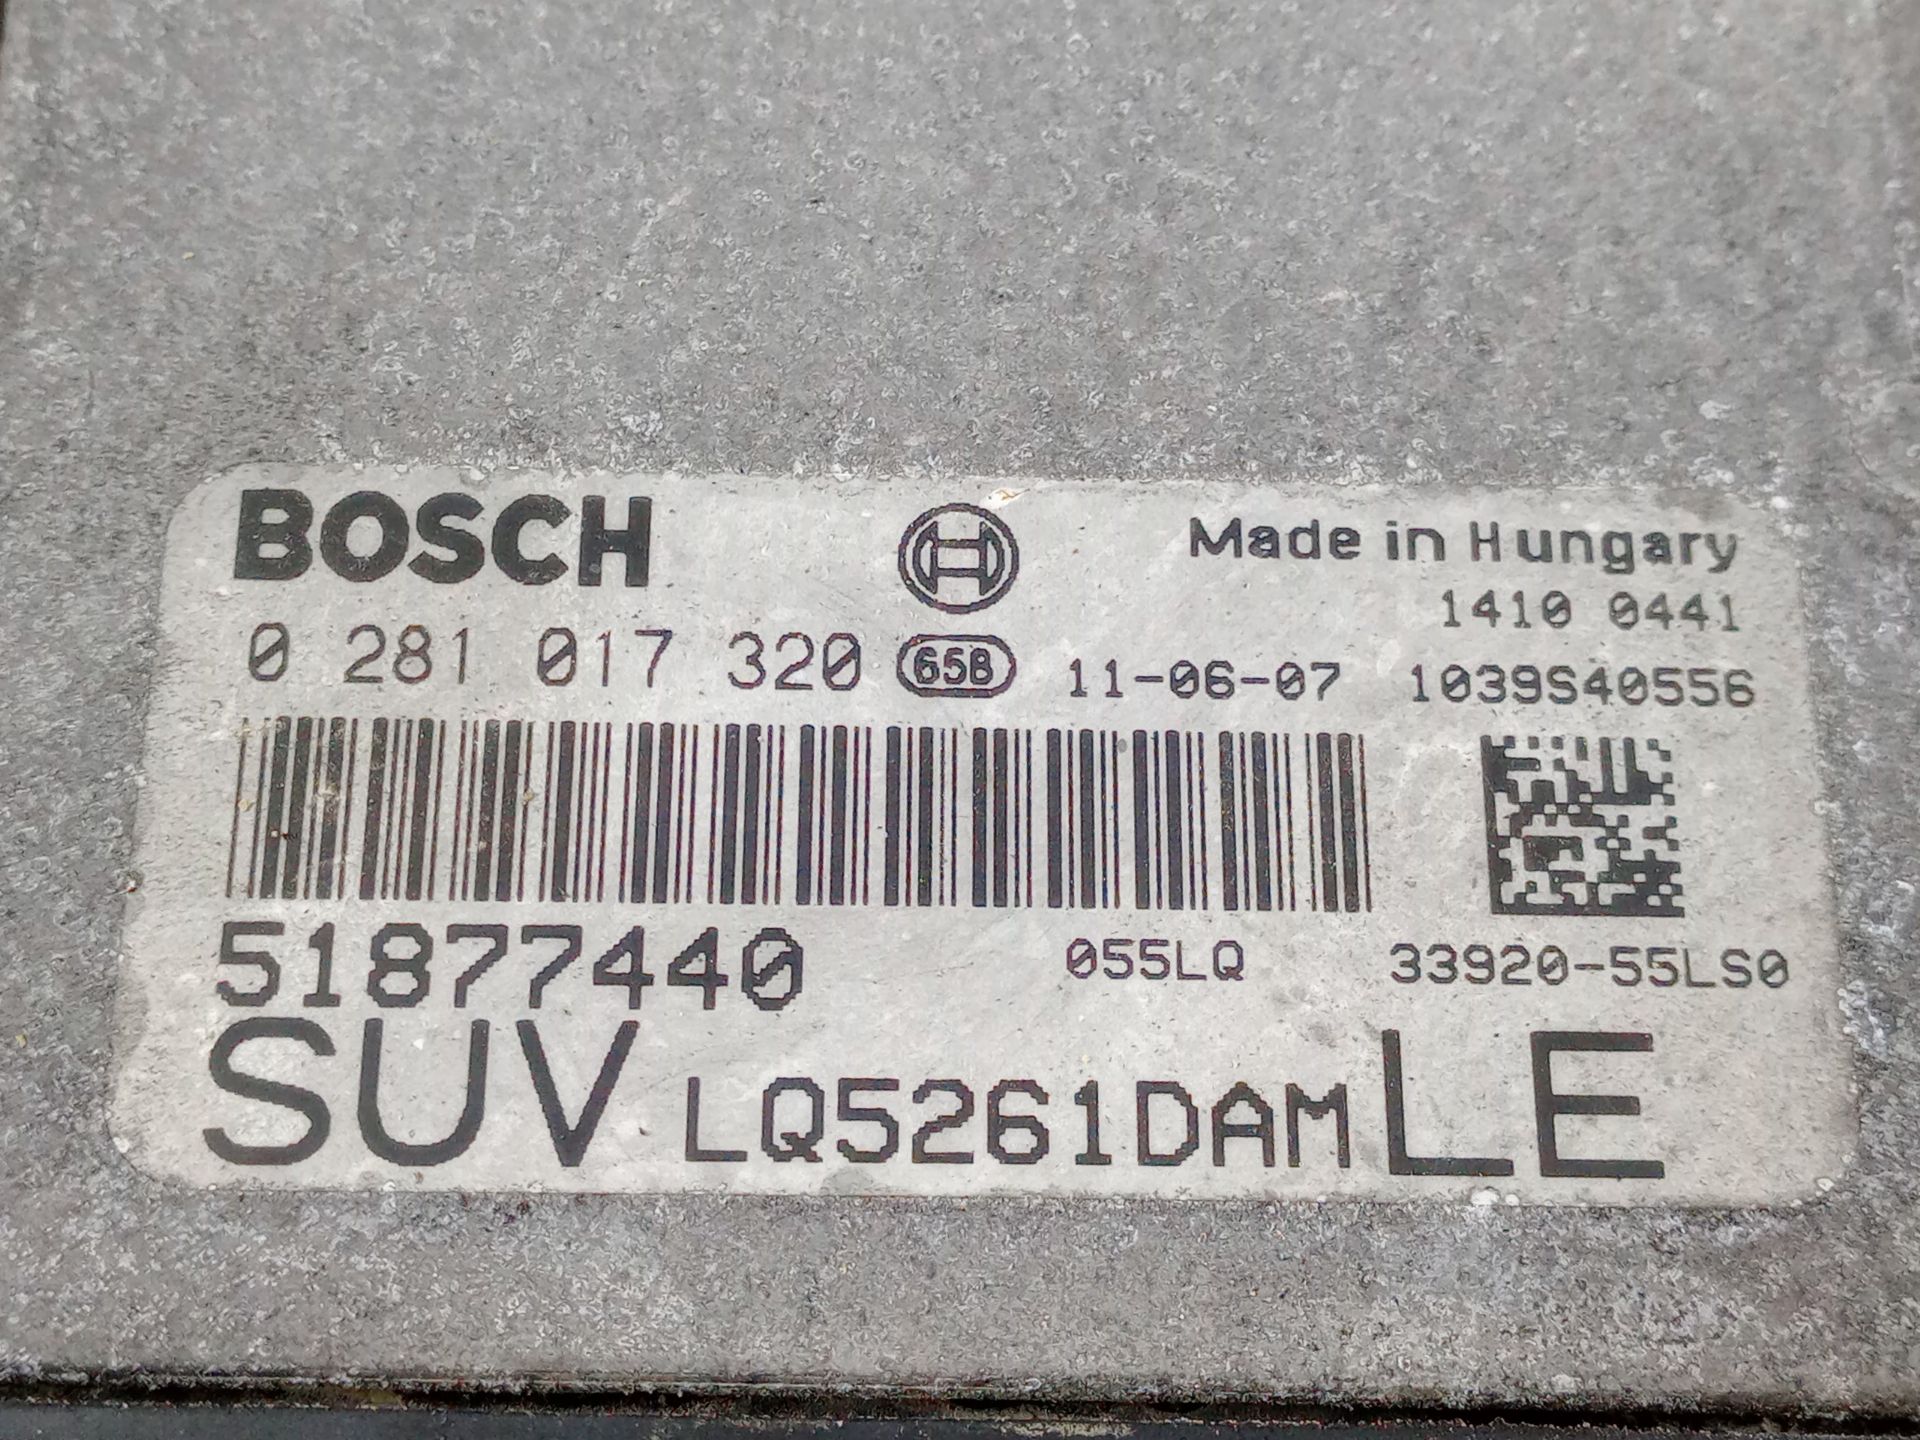 BOSCH
Made in Hungary
1410 0441
0 281 017 320 65B 11-06-07 1039S40556
51877440 055LQ 33920-55LS0
SUV LQ5261DAM LE